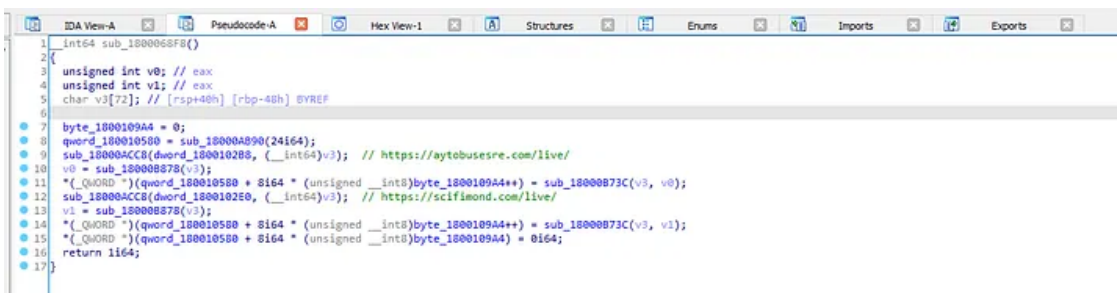 IDA View-A Pseudocode-A Hex View-1 Structures Enums Imports Exports
1 __int64 sub_1800068F8()
2 {
3 unsigned int v0; // eax
4 unsigned int v1; // eax
5 char v3[72]; // [rsp+40h] [rbp-48h] BYREF
6
7 byte_1800109A4 = 0;
8 qword_180010580 = sub_18000A890(24i64);
9 sub_18000ACC8(dword_1800102B8, (__int64)v3); // https://aytobusesre.com/live/
10 v0 = sub_18000B878(v3);
11 *(_QWORD *)(qword_180010580 + 8i64 * (unsigned __int8)byte_1800109A4++) = sub_18000B73C(v3, v0);
12 sub_18000ACC8(dword_1800102E0, (__int64)v3); // https://scifimond.com/live/
13 v1 = sub_18000B878(v3);
14 *(_QWORD *)(qword_180010580 + 8i64 * (unsigned __int8)byte_1800109A4++) = sub_18000B73C(v3, v1);
15 *(_QWORD *)(qword_180010580 + 8i64 * (unsigned __int8)byte_1800109A4) = 0i64;
16 return 1i64;
17 }